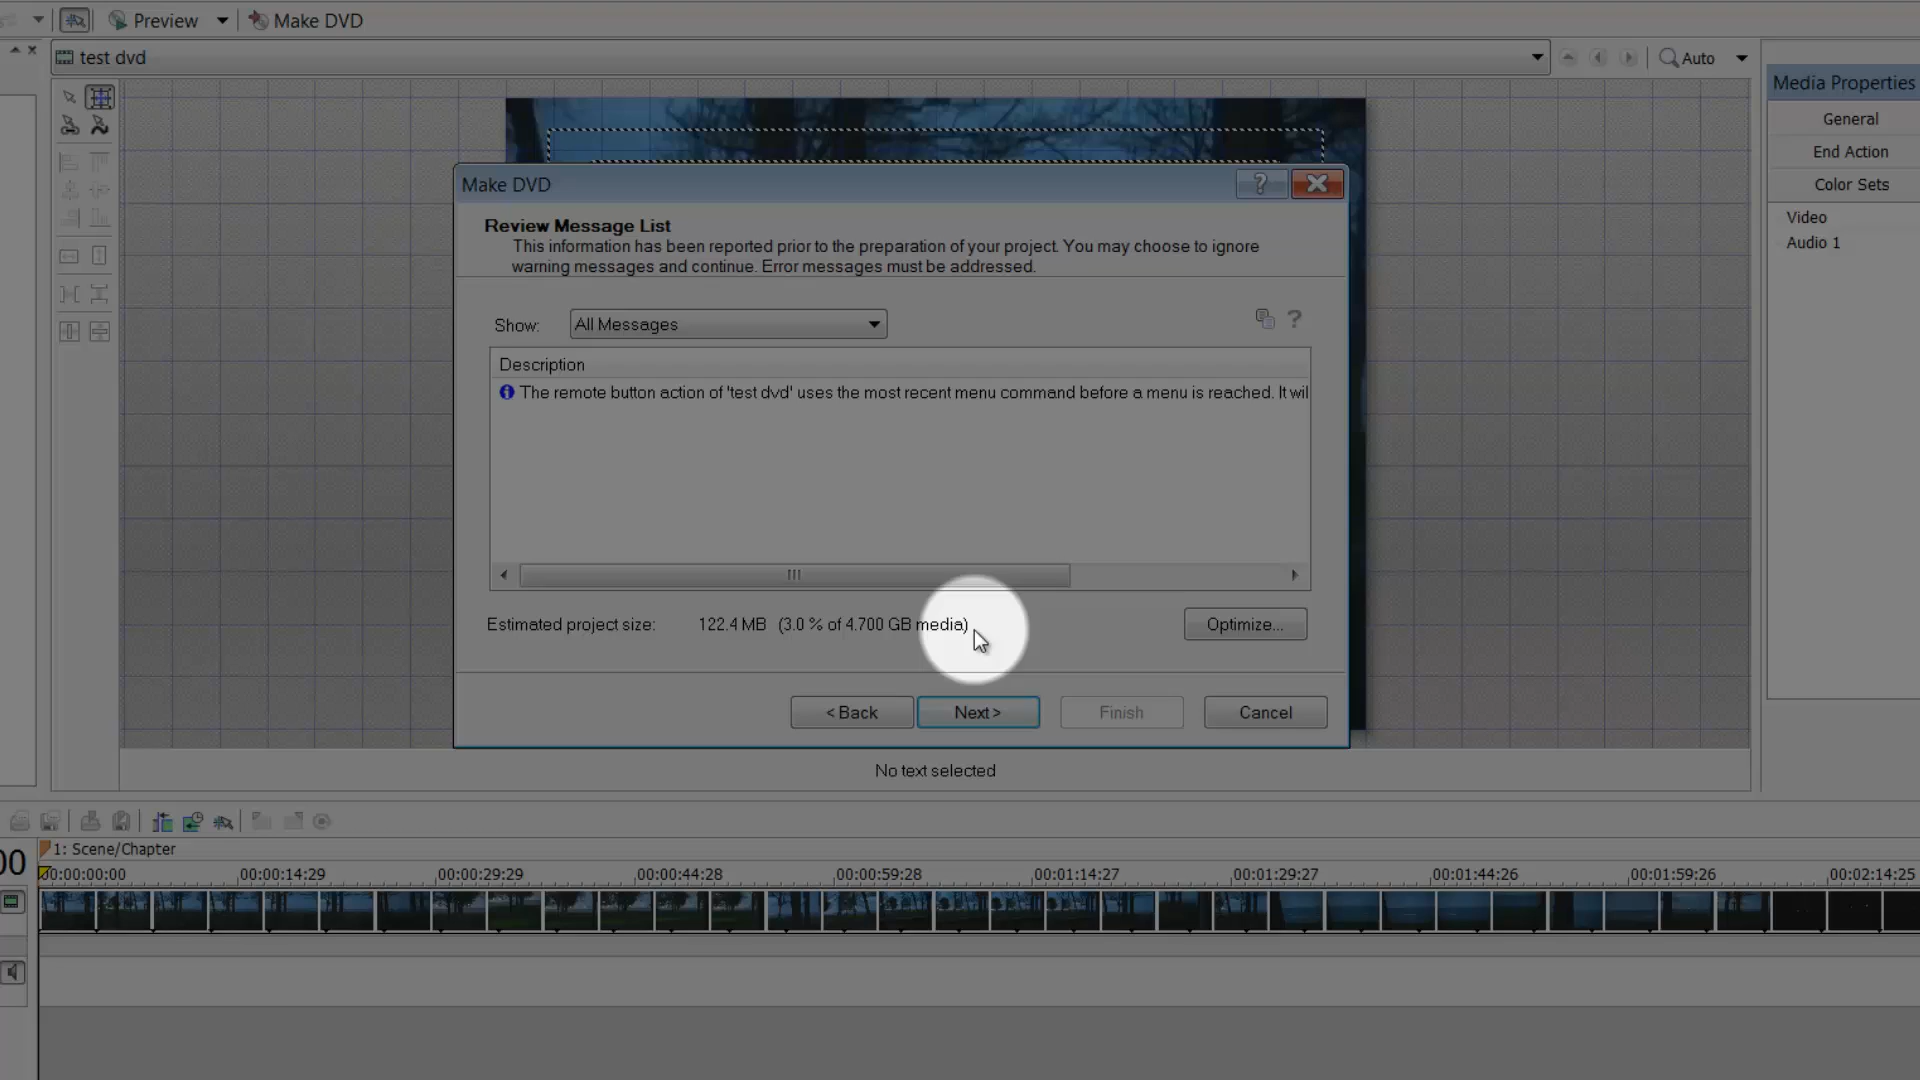 Preview
Make DVD
test dvd
Auto
Media Properties
General
End Action
Color Sets
Video
Audio 1
Make DVD
?
Review Message List
This information has been reported prior to the preparation of your project. You may choose to ignore
warning messages and continue. Error messages must be addressed.
Show:
All Messages
?
Description
The remote button action of 'test dvd' uses the most recent menu command before a menu is reached. It wil
Estimated project size:
122.4 MB (3.0 % of 4.700 GB media)
Optimize...
< Back
Next >
Finish
Cancel
No text selected
1: Scene/Chapter
00
00:00:00:00
00:00:14:29
00:00:29:29
00:00:44:28
00:00:59:28
00:01:14:27
00:01:29:27
00:01:44:26
00:01:59:26
00:02:14:25